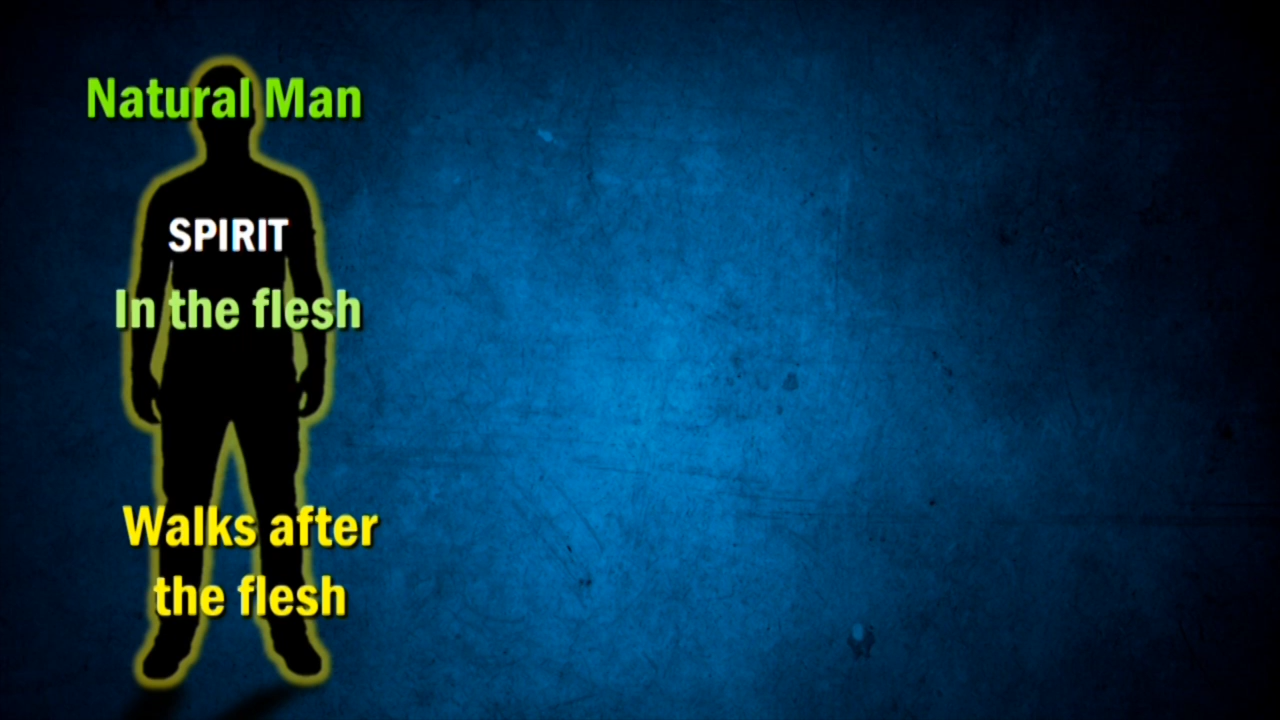 Natural Man
SPIRIT
In the flesh
Walks after
the flesh